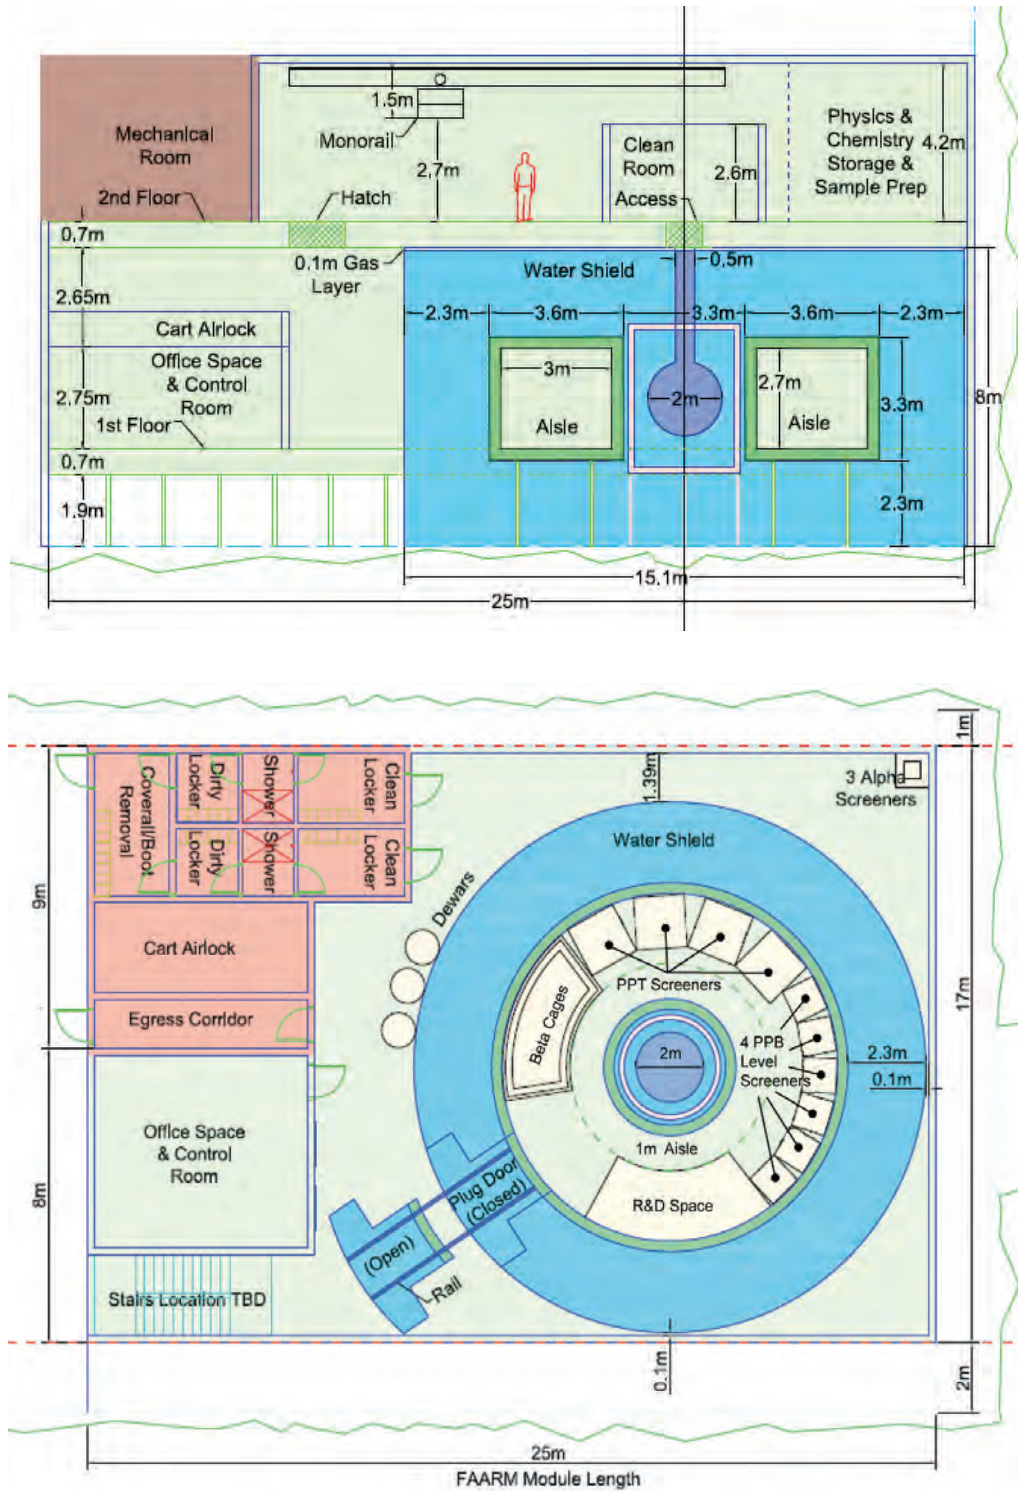 Mechanical
Room
2nd Floor
1.5m
Monorail
2.7m
Hatch
Clean
Room
2.6m
Access
Physics &
Chemistry
Storage &
Sample Prep
4.2m
0.7m
0.1m Gas
Layer
Water Shield
0.5m
2.65m
2.3m
3.6m
3.3m
3.6m
2.3m
Cart Airlock
Office Space
& Control
Room
2.75m
1st Floor
3m
Aisle
2m
2.7m
Aisle
3.3m
8m
0.7m
1.9m
2.3m
15.1m
25m
1m
Coverall/Boot
Removal
Dirty
Locker
Shower
Clean
Locker
Dirty
Locker
Shower
Clean
Locker
1.39m
3 Alpha
Screeners
Water Shield
9m
Dewars
Cart Airlock
PPT Screeners
Egress Corridor
Beta Cages
2m
4 PPB
Level
Screeners
2.3m
0.1m
17m
Office Space
& Control
Room
1m Aisle
8m
Plug Door
(Closed)
R&D Space
(Open)
Rail
Stairs Location TBD
0.1m
2m
25m
FAARM Module Length